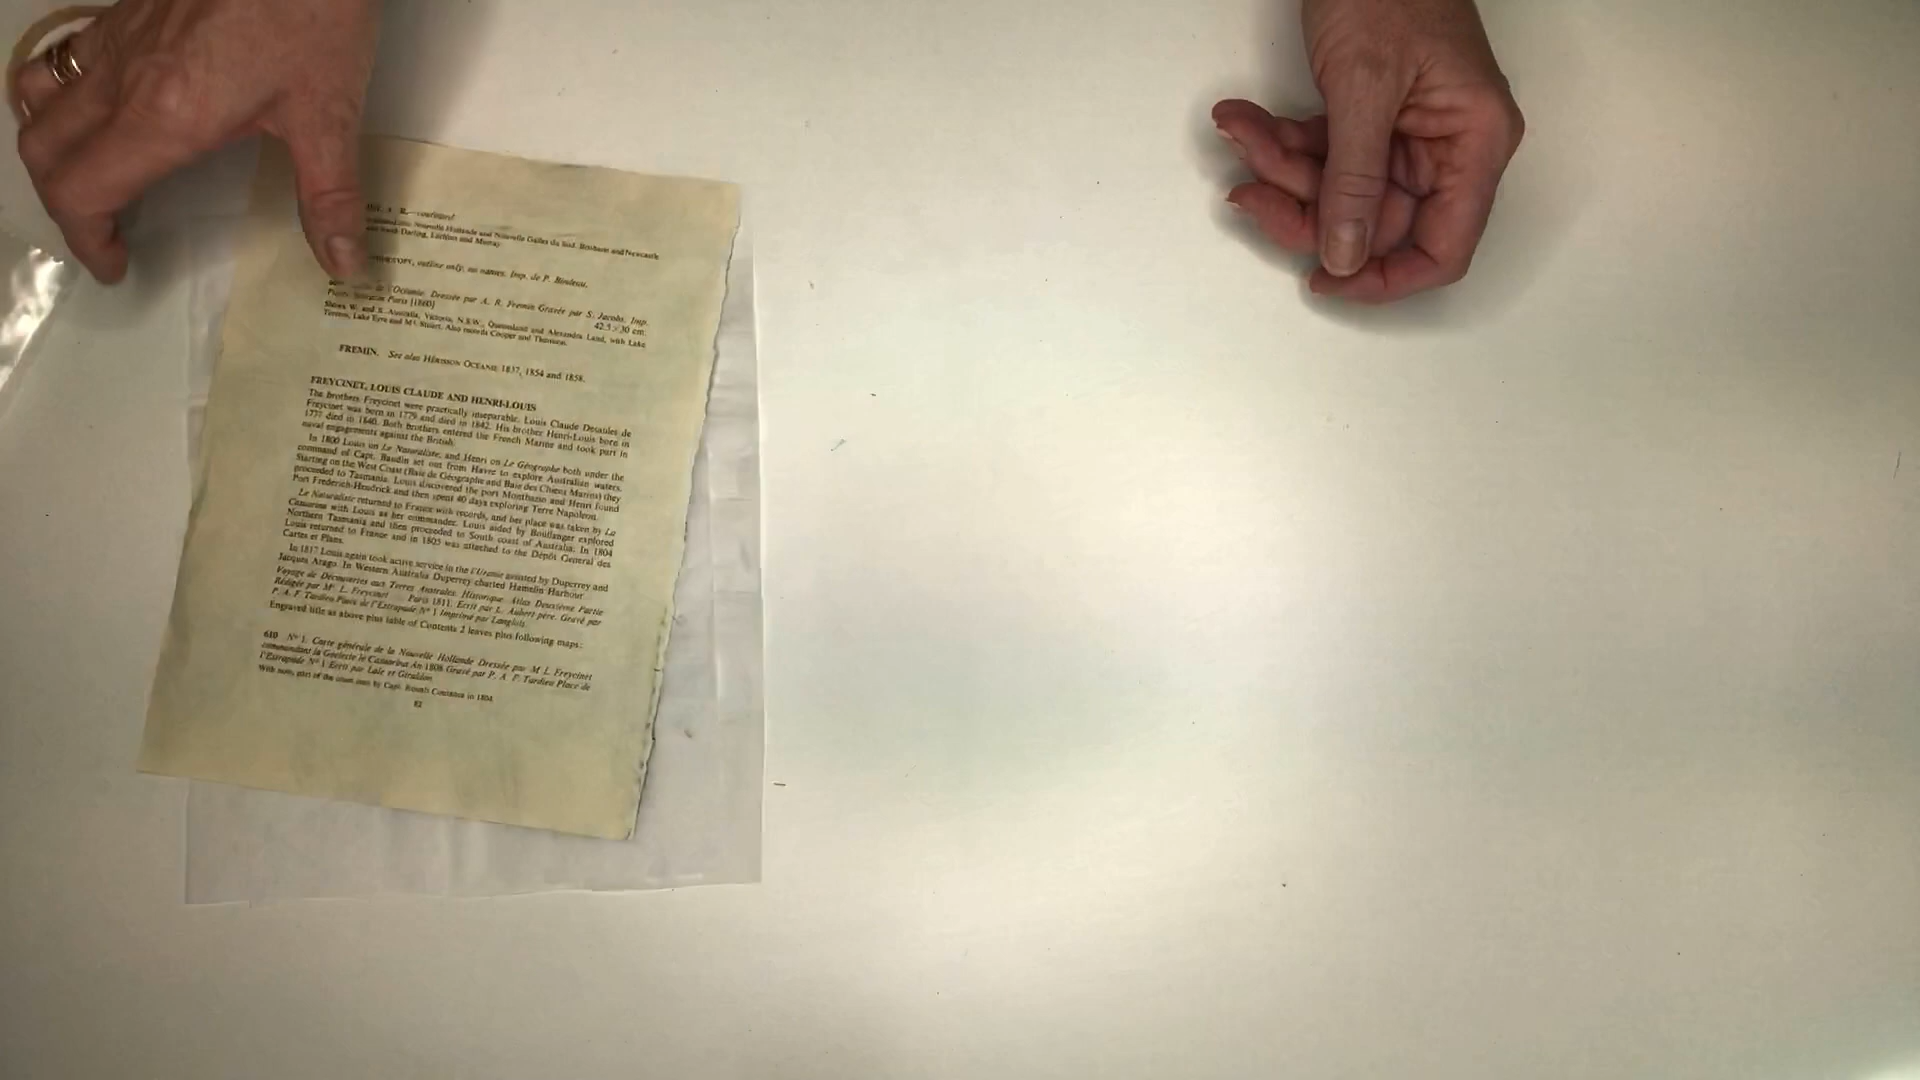 continued
Nouvelle Hollande and Nouvelle Galles du Sud. Brisbane and Newcastle
Darling, Lachlan and Murray.
outline only, no names. Imp. de P. Bineteau.
de l'Océanie. Dressée par A. R. Fremin Gravée par S. Jacobs. Imp.
Paris [1860] 42.5 × 30 cm.
Shows W. and S. Australia, Victoria, N.S.W., Queensland and Alexandra Land, with Lake
Torrens, Lake Eyre and Mt. Stuart. Also records Cooper and Thomson.
FREMIN. See also HÉRISSON OCÉANIE 1837, 1854 and 1858.
FREYCINET, LOUIS CLAUDE AND HENRI-LOUIS
The brothers Freycinet were practically inseparable. Louis Claude Desaules de
Freycinet was born in 1779 and died in 1842. His brother Henri-Louis born in
1777 died in 1840. Both brothers entered the French Marine and took part in
naval engagements against the British.
In 1800 Louis on Le Naturaliste, and Henri on Le Géographe both under the
command of Capt. Baudin set out from Havre to explore Australian waters.
Starting on the West Coast (Baie de Géographe and Baie des Chiens Marins) they
proceeded to Tasmania. Louis discovered the port Montbazin and Henri found
Port Frederich-Hendrick and then spent 40 days exploring Terre Napoleon.
Le Naturaliste returned to France with records, and her place was taken by La
Casuarina with Louis as her commander. Louis aided by Boullanger explored
Northern Tasmania and then proceeded to South coast of Australia. In 1804
Louis returned to France and in 1805 was attached to the Dépôt General des
Cartes et Plans.
In 1817 Louis again took active service in the l'Uranie assisted by Duperrey and
Jacques Arago. In Western Australia Duperrey charted Hamelin Harbour.
Voyage de Découvertes aux Terres Australes. Historique Atlas Deuxième Partie
Rédigée par Mr L. Freycinet Paris 1811. Ecrit par L. Aubert père. Gravé par
P. A. F. Tardieu Place de l'Estrapade No 1 Imprimé par Langlois.
Engraved title as above plus table of Contents 2 leaves plus following maps:
610 No 1. Carte générale de la Nouvelle Hollande Dressée par M L. Freycinet
commandant la Goelette le Casuarina An 1808 Gravé par P. A. F. Tardieu Place de
l'Estrapade No 1 Ecrit par Lale et Giraldon.
With note, part of the coast seen by Capt. in 1804.
82